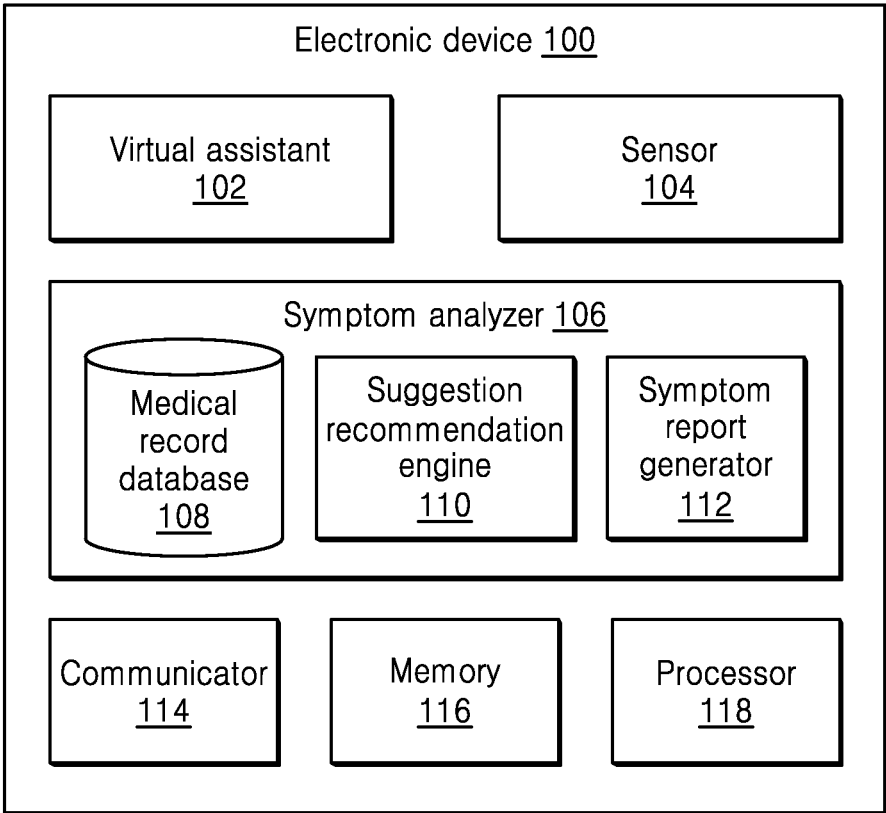 Electronic device 100
Virtual assistant
102
Sensor
104
Symptom analyzer 106
Medical
record
database
108
Suggestion
recommendation
engine
110
Symptom
report
generator
112
Communicator
114
Memory
116
Processor
118